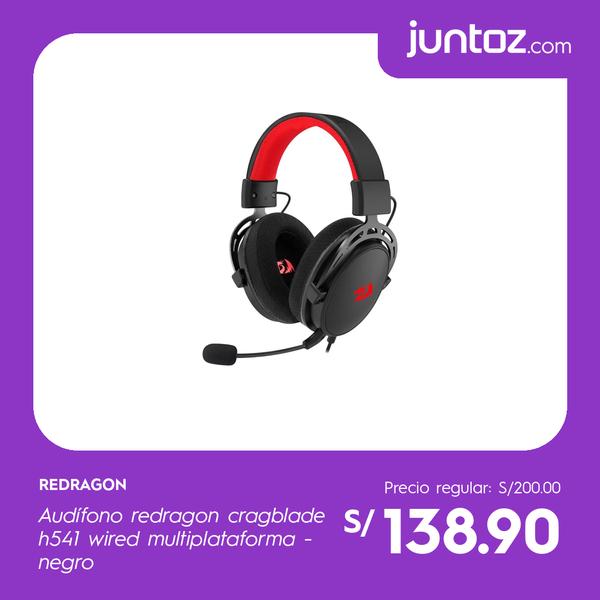 juntoz.com
REDRAGON
Audífono redragon cragblade
h541 wired multiplataforma -
negro
Precio regular: S/200.00
S/ 138.90